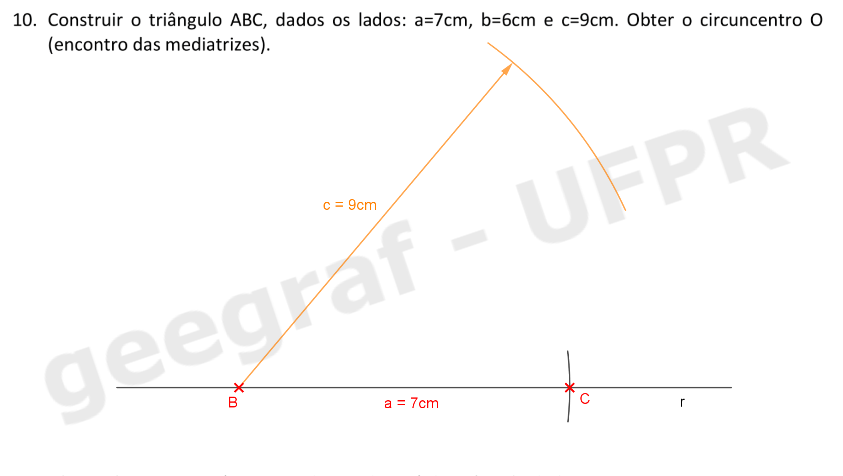 10. Construir o triângulo ABC, dados os lados: a=7cm, b=6cm e c=9cm. Obter o circuncentro O
(encontro das mediatrizes).
c = 9cm
geegraf - UFPR
B
a = 7cm
C
r